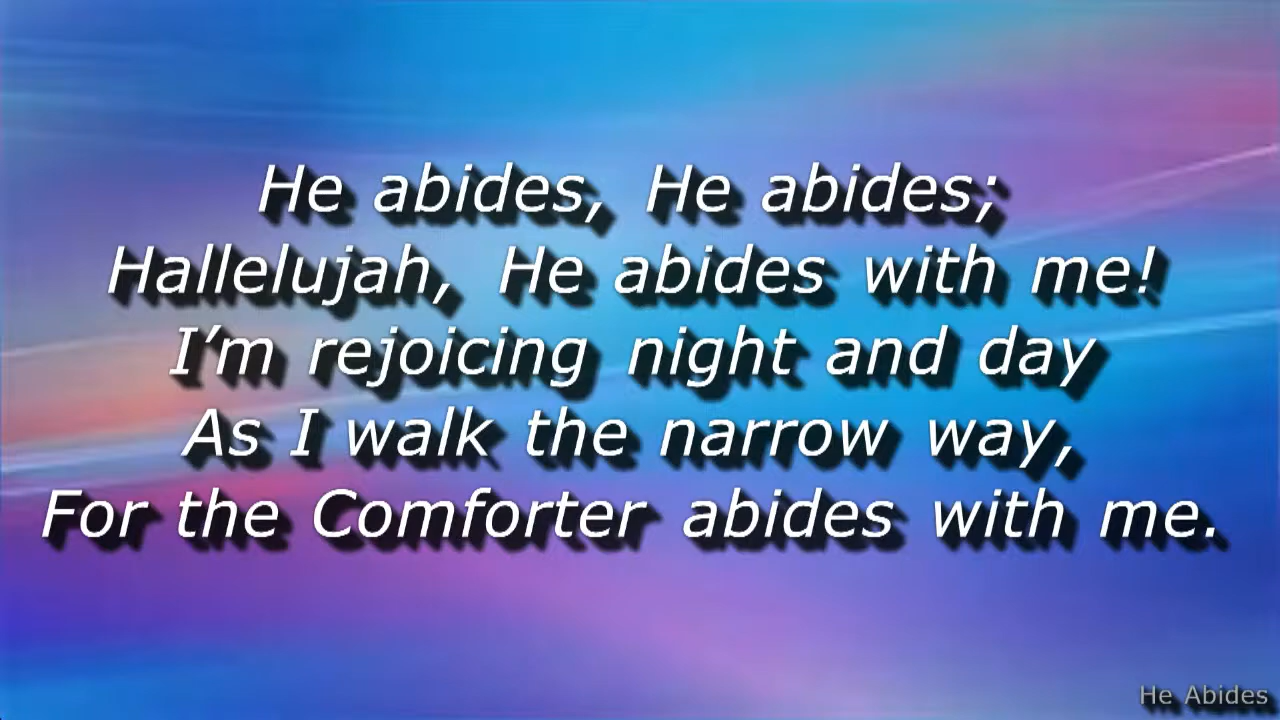 He abides, He abides;
Hallelujah, He abides with me!
I’m rejoicing night and day
As I walk the narrow way,
For the Comforter abides with me.
He Abides